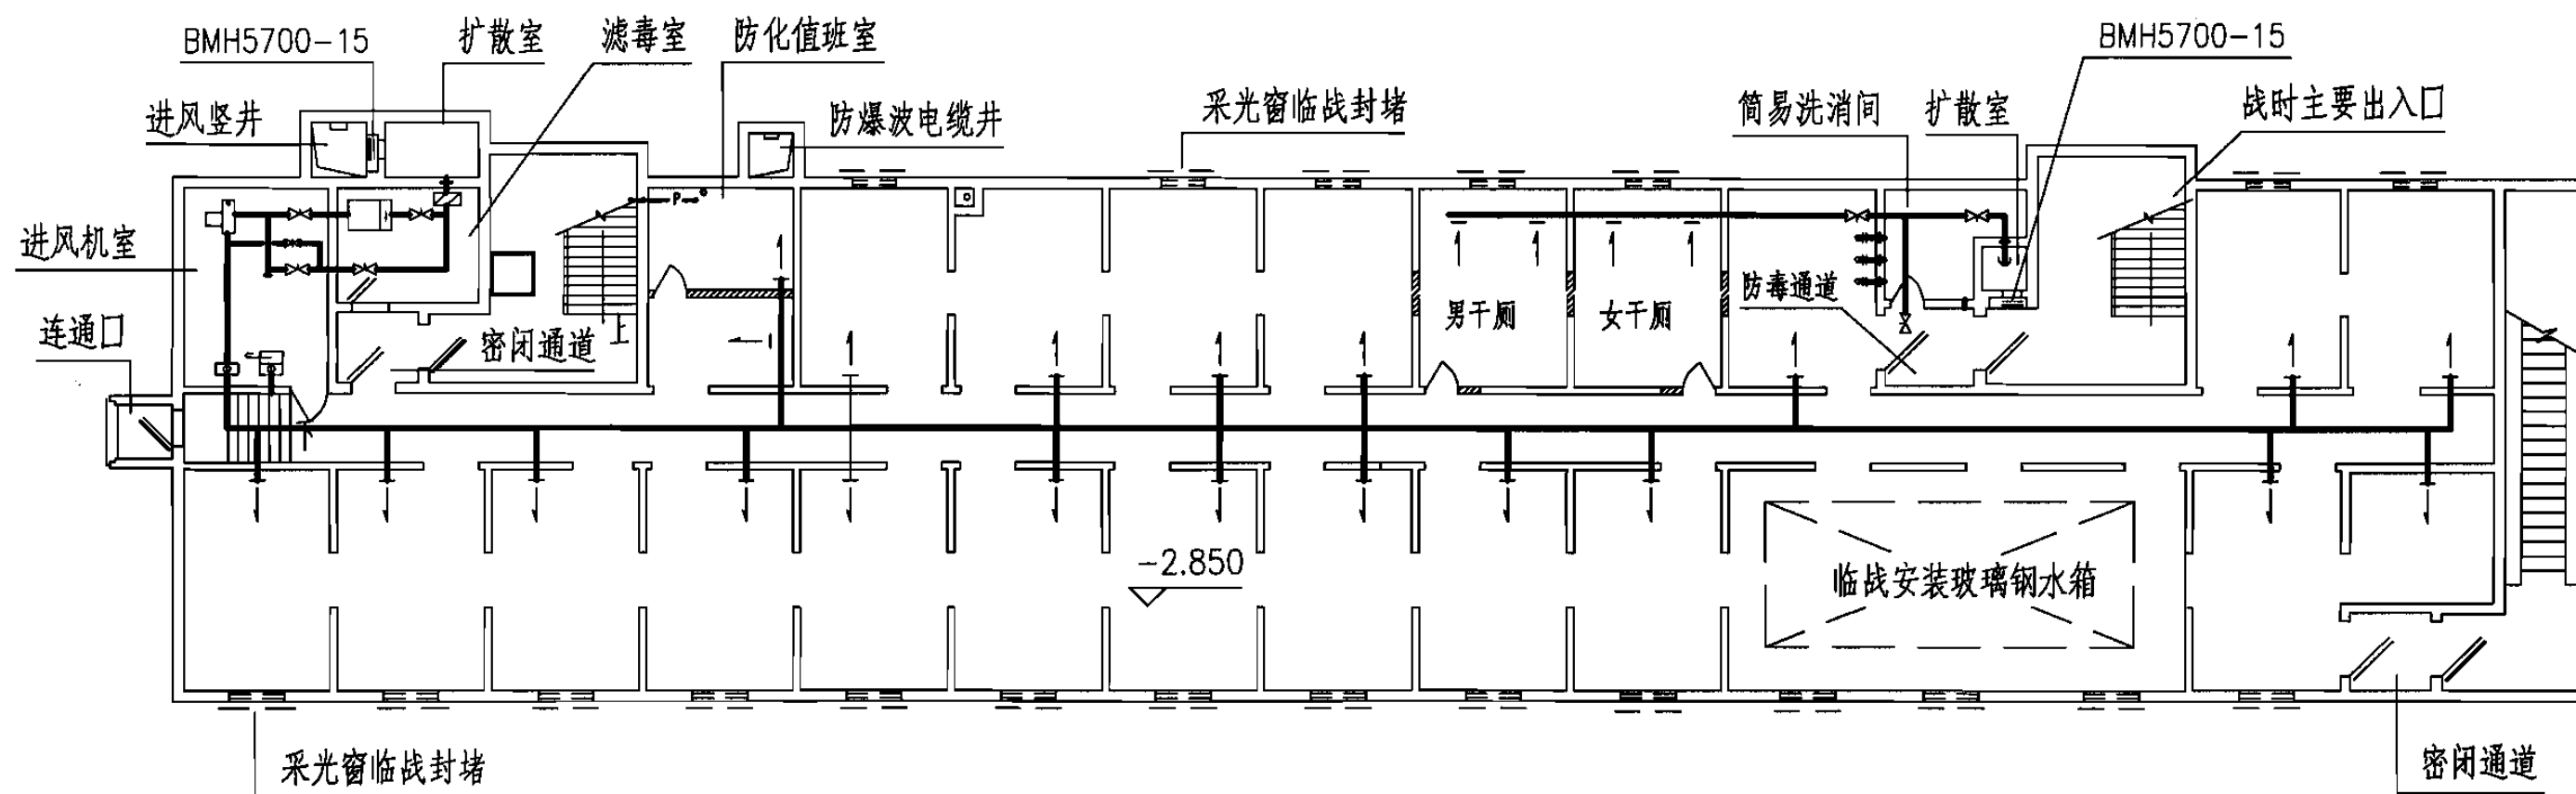 BMH5700-15
扩散室
滤毒室
防化值班室
BMH5700-15
进风竖井
防爆波电缆井
采光窗临战封堵
简易洗消间
扩散室
战时主要出入口
P
进风机室
防毒通道
男干厕
女干厕
连通口
密闭通道
上
-2.850
临战安装玻璃钢水箱
采光窗临战封堵
密闭通道